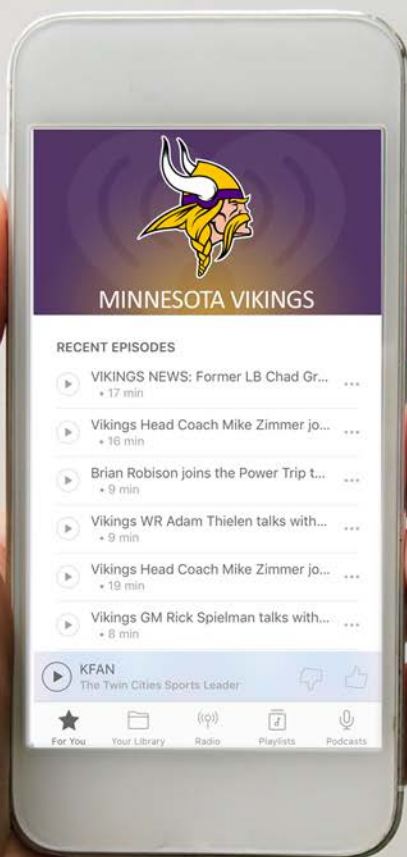 MINNESOTA VIKINGS
RECENT EPISODES
VIKINGS NEWS: Former LB Chad Gr...
• 17 min
Vikings Head Coach Mike Zimmer jo...
• 16 min
Brian Robison joins the Power Trip t...
• 9 min
Vikings WR Adam Thielen talks with...
• 9 min
Vikings Head Coach Mike Zimmer jo...
• 19 min
Vikings GM Rick Spielman talks with...
• 8 min
KFAN
The Twin Cities Sports Leader
For You Your Library Radio Playlists Podcasts